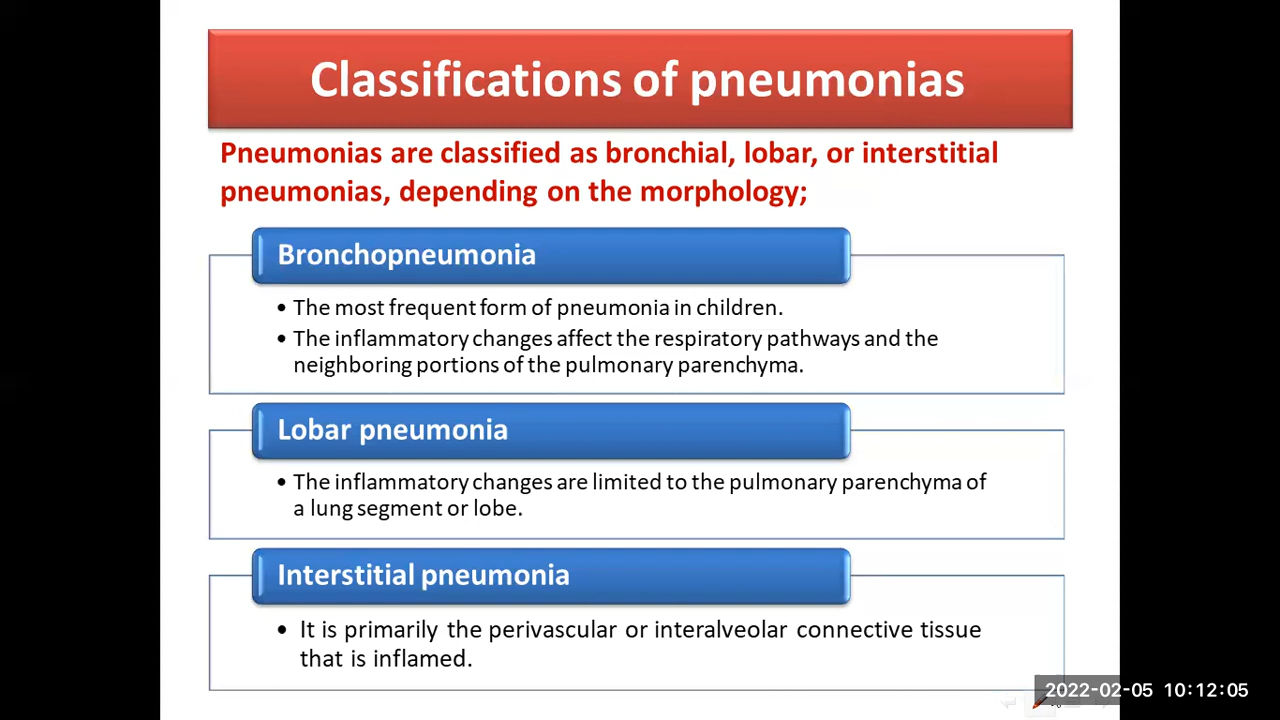 Classifications of pneumonias
Pneumonias are classified as bronchial, lobar, or interstitial
pneumonias, depending on the morphology;
Bronchopneumonia
• The most frequent form of pneumonia in children.
• The inflammatory changes affect the respiratory pathways and the
neighboring portions of the pulmonary parenchyma.
Lobar pneumonia
• The inflammatory changes are limited to the pulmonary parenchyma of
a lung segment or lobe.
Interstitial pneumonia
• It is primarily the perivascular or interalveolar connective tissue
that is inflamed.
2022-02-05 10:12:05